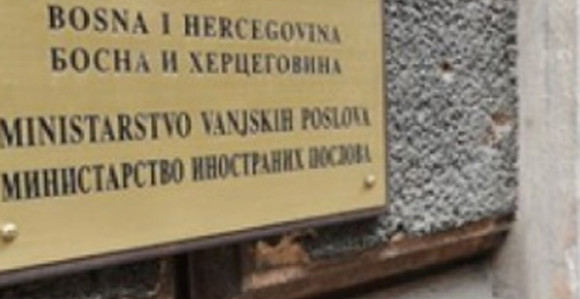 BOSNA I HERCEGOVINA
БОСНА И ХЕРЦЕГОВИНА
MINISTARSTVO VANJSKIH POSLOVA
МИНИСТАРСТВО ИНОСТРАНИХ ПОСЛОВА